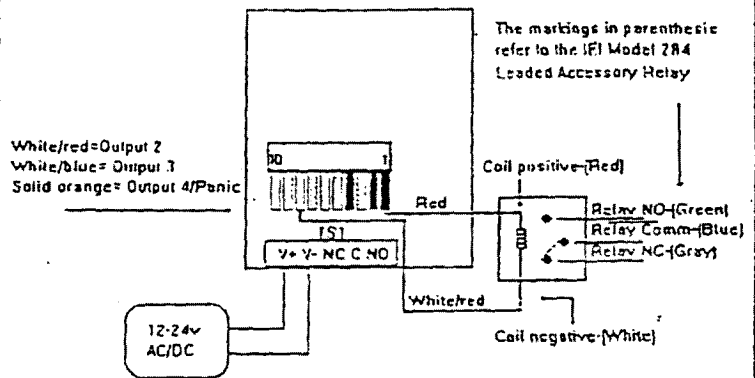 The markings in parenthesis
refer to the IEI Model 284
Leaded Accessory Relay
White/red=Output 2
White/blue= Output 3
Solid orange= Output 4/Panic
10 1
Coil positive-(Red)
Red
Relay NO-(Green)
Relay Comm-(Blue)
Relay NC-(Gray)
TS1
V+ V- NC C NO
White/red
12-24v
AC/DC
Coil negative-(White)